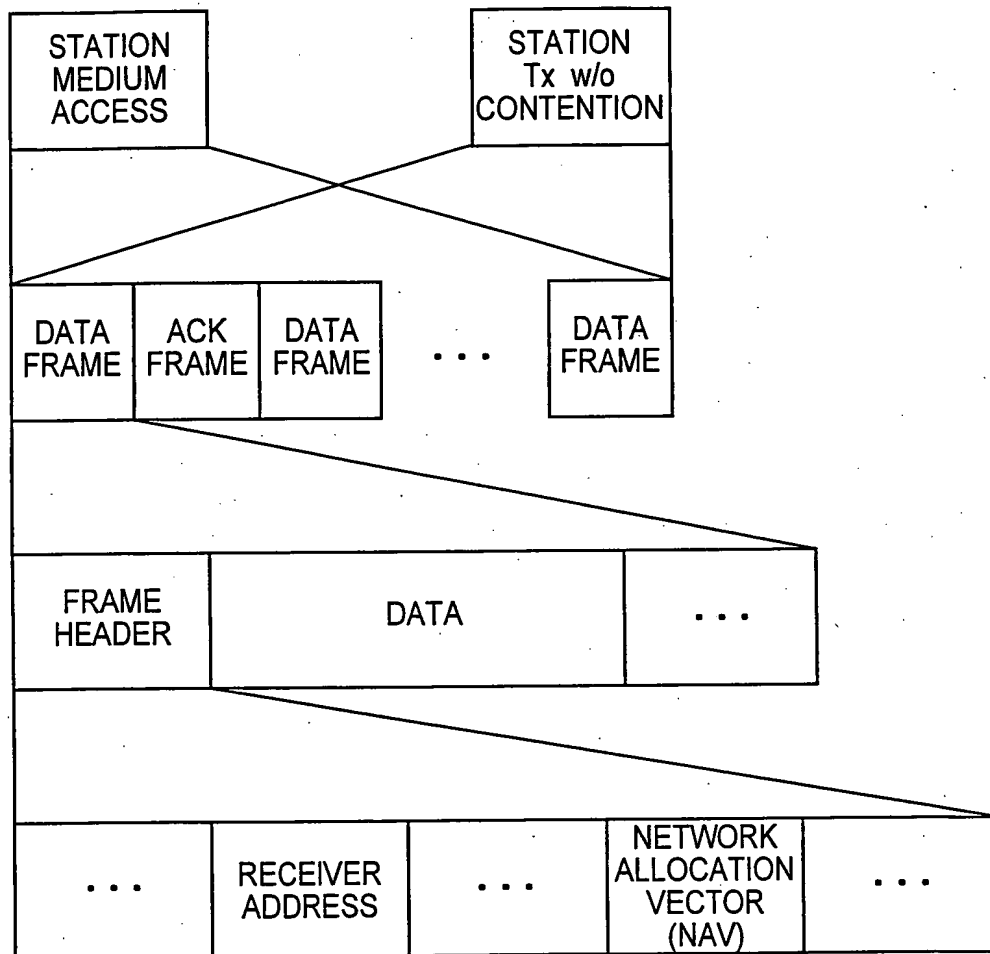 STATION
MEDIUM
ACCESS
STATION
Tx w/o
CONTENTION
DATA
FRAME
ACK
FRAME
DATA
FRAME
...
DATA
FRAME
FRAME
HEADER
DATA
...
...
RECEIVER
ADDRESS
...
NETWORK
ALLOCATION
VECTOR
(NAV)
...